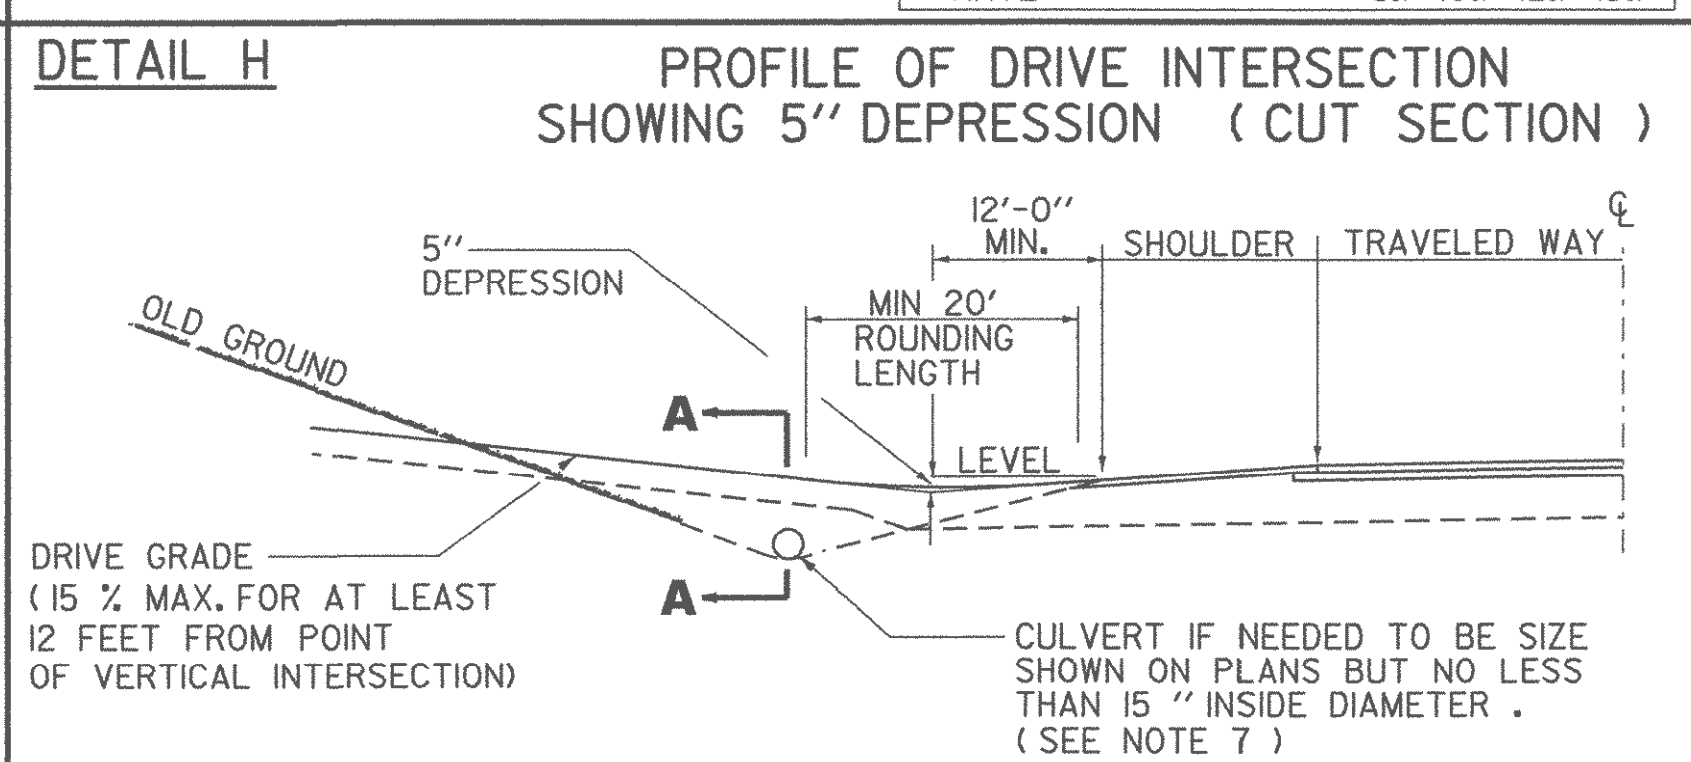 DETAIL H
PROFILE OF DRIVE INTERSECTION
SHOWING 5" DEPRESSION ( CUT SECTION )
12'-0"
MIN.
SHOULDER
TRAVELED WAY
℄
5"
DEPRESSION
MIN 20'
ROUNDING
LENGTH
OLD GROUND
A
LEVEL
DRIVE GRADE
( 15 % MAX. FOR AT LEAST
12 FEET FROM POINT
OF VERTICAL INTERSECTION)
A
CULVERT IF NEEDED TO BE SIZE
SHOWN ON PLANS BUT NO LESS
THAN 15 " INSIDE DIAMETER .
( SEE NOTE 7 )